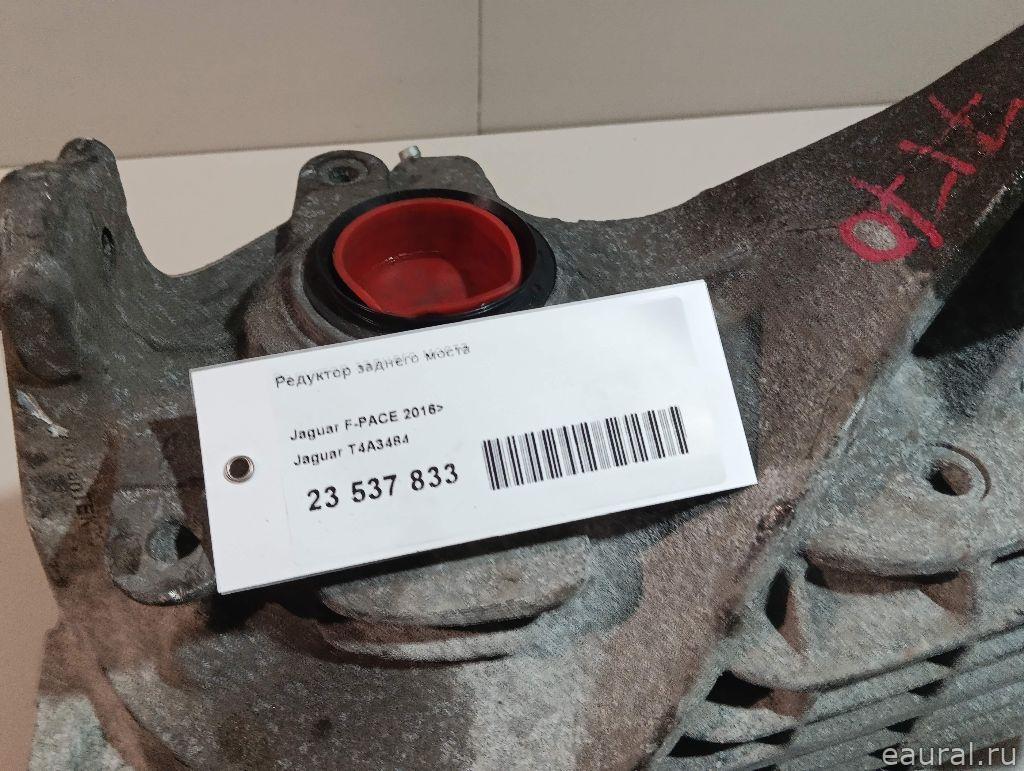 Редуктор заднего моста
Jaguar F-PACE 2016>
Jaguar T4A3484
23 537 833
eaural.ru